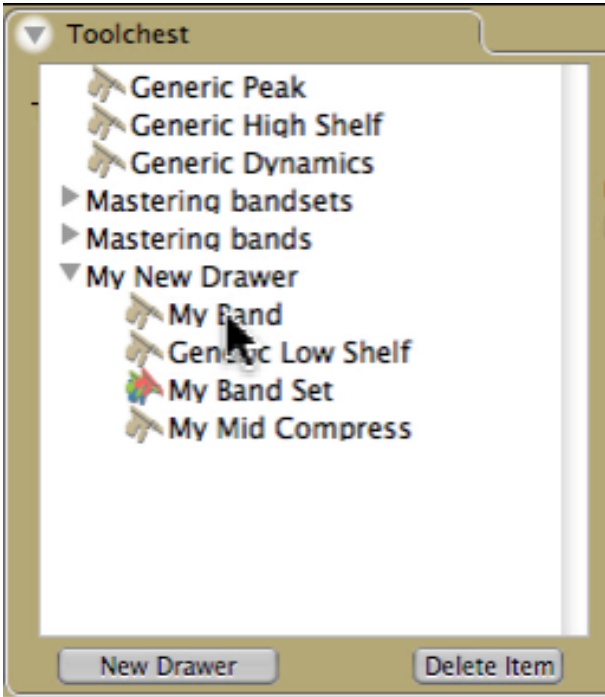 Toolchest
Generic Peak
Generic High Shelf
Generic Dynamics
Mastering bandsets
Mastering bands
My New Drawer
My Band
Generic Low Shelf
My Band Set
My Mid Compress
New Drawer
Delete Item